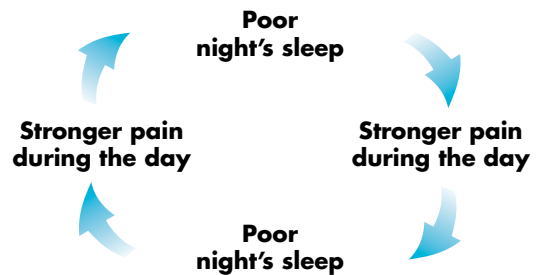 Poor
night's sleep
Stronger pain
during the day
Stronger pain
during the day
Poor
night's sleep